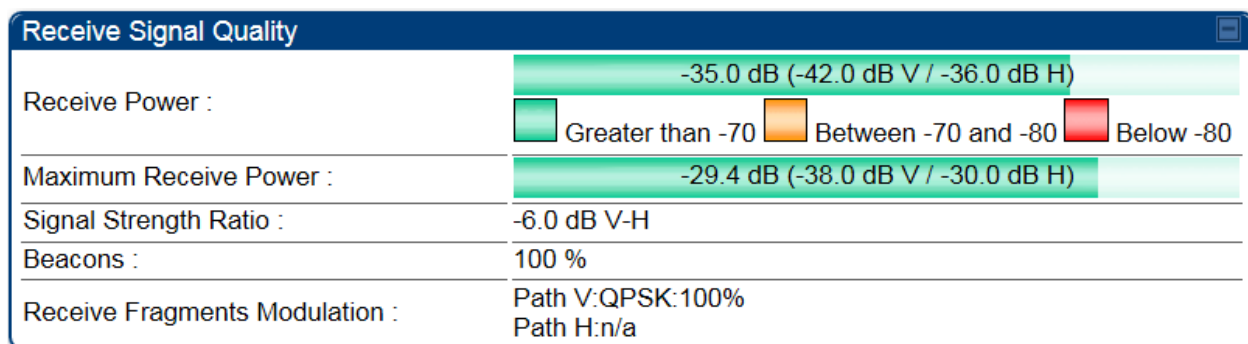 Receive Signal Quality
Receive Power :
-35.0 dB (-42.0 dB V / -36.0 dB H)
Greater than -70 Between -70 and -80 Below -80
Maximum Receive Power :
-29.4 dB (-38.0 dB V / -30.0 dB H)
Signal Strength Ratio :
-6.0 dB V-H
Beacons :
100 %
Receive Fragments Modulation :
Path V:QPSK:100%
Path H:n/a